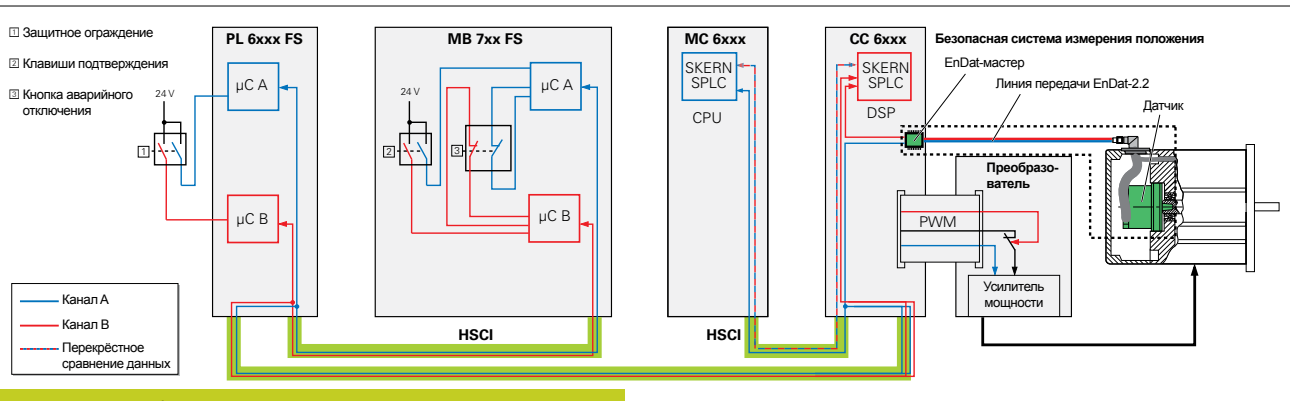 1 Защитное ограждение
2 Клавиши подтверждения
3 Кнопка аварийного
отключения
24 V
1
PL 6xxx FS
µC A
µC B
MB 7xx FS
24 V
2
3
µC A
µC B
HSCI
MC 6xxx
SKERN
SPLC
CPU
HSCI
CC 6xxx
SKERN
SPLC
DSP
PWM
Безопасная система измерения положения
EnDat-мастер
Линия передачи EnDat-2.2
Датчик
Преобразо-
ватель
Усилитель
мощности
Канал A
Канал B
Перекрёстное
сравнение данных